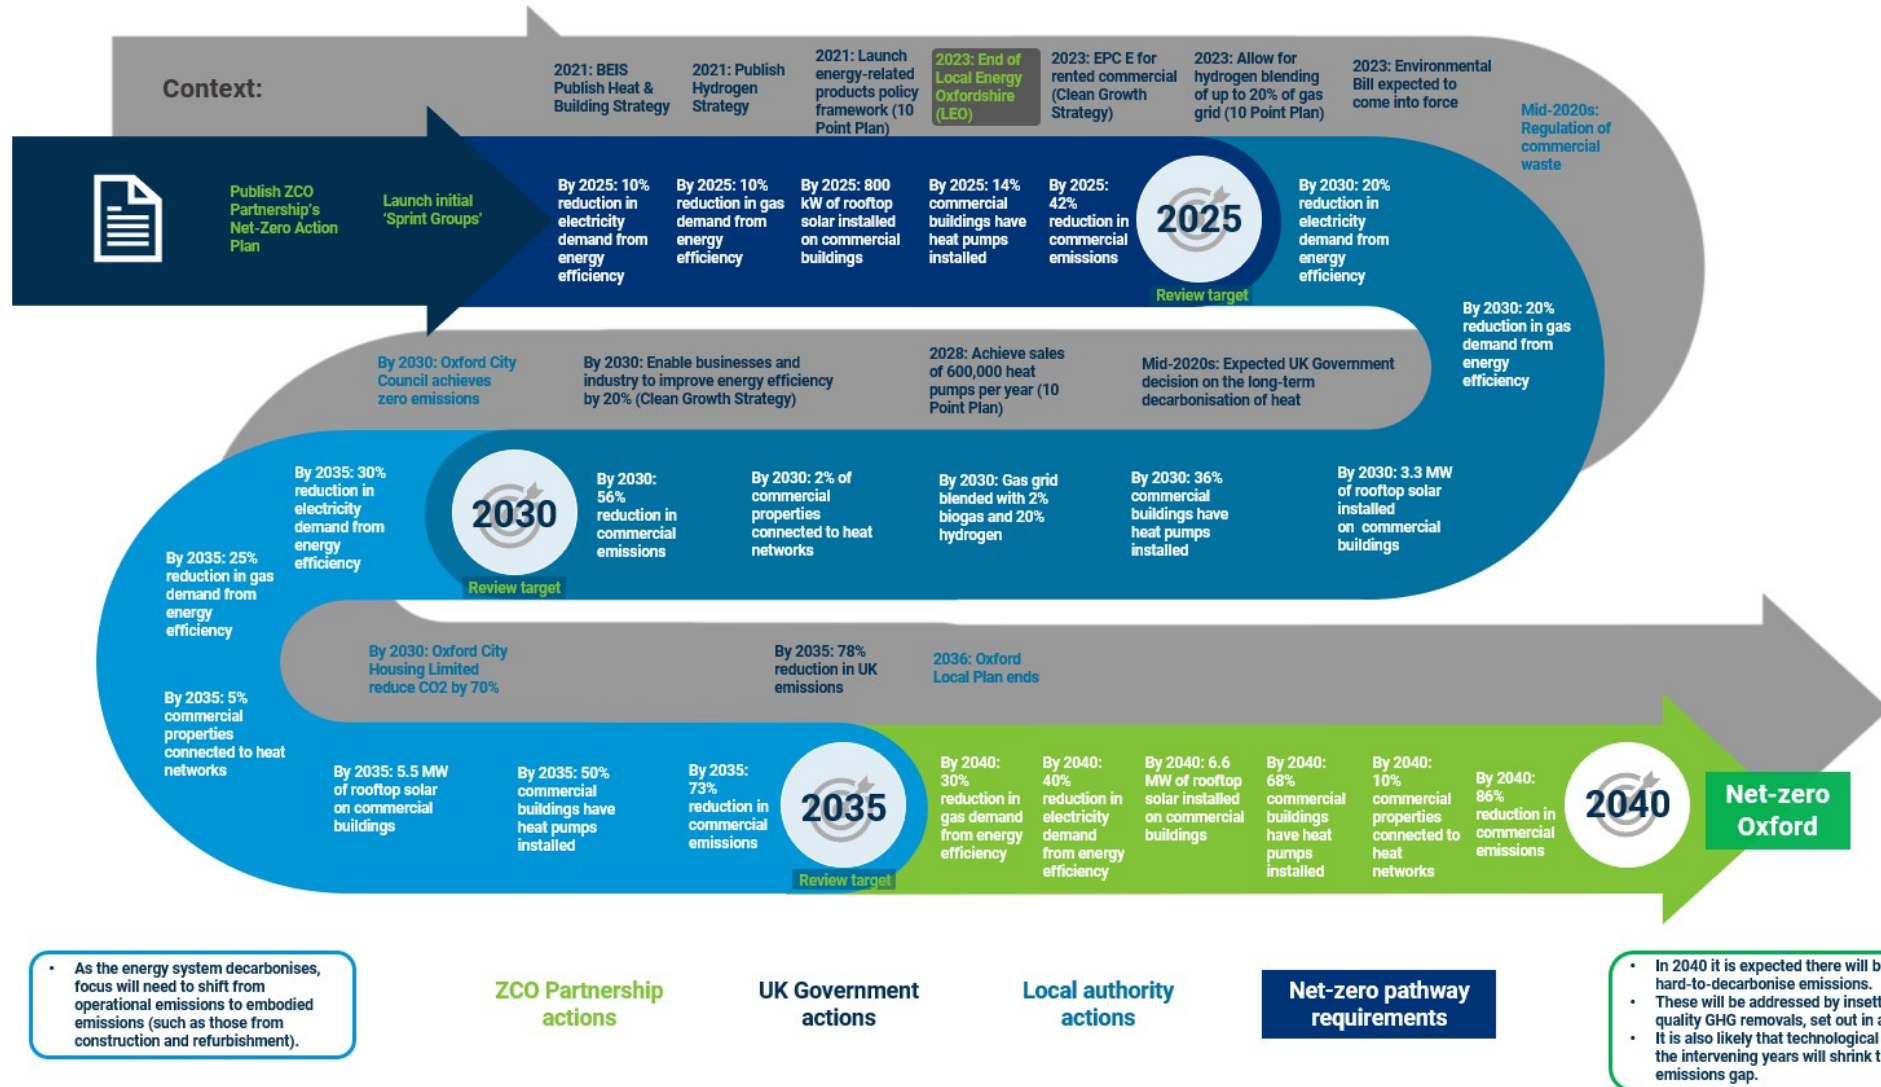 Context:
2021: BEIS
Publish Heat &
Building Strategy
2021: Publish
Hydrogen
Strategy
2021: Launch
energy-related
products policy
framework (10
Point Plan)
2023: End of
Local Energy
Oxfordshire
(LEO)
2023: EPC E for
rented commercial
(Clean Growth
Strategy)
2023: Allow for
hydrogen blending
of up to 20% of gas
grid (10 Point Plan)
2023: Environmental
Bill expected to
come into force
Mid-2020s:
Regulation of
commercial
waste
Publish ZCO
Partnership's
Net-Zero Action
Plan
Launch initial
'Sprint Groups'
By 2025: 10%
reduction in
electricity
demand from
energy
efficiency
By 2025: 10%
reduction in gas
demand from
energy
efficiency
By 2025: 800
kW of rooftop
solar installed
on commercial
buildings
By 2025: 14%
commercial
buildings have
heat pumps
installed
By 2025:
42%
reduction in
commercial
emissions
2025
Review target
By 2030: 20%
reduction in
electricity
demand from
energy
efficiency
By 2030: 20%
reduction in gas
demand from
energy
efficiency
By 2030: Oxford City
Council achieves
zero emissions
By 2030: Enable businesses and
industry to improve energy efficiency
by 20% (Clean Growth Strategy)
2028: Achieve sales
of 600,000 heat
pumps per year (10
Point Plan)
Mid-2020s: Expected UK Government
decision on the long-term
decarbonisation of heat
By 2035: 30%
reduction in
electricity
demand from
energy
efficiency
2030
Review target
By 2030:
56%
reduction in
commercial
emissions
By 2030: 2% of
commercial
properties
connected to heat
networks
By 2030: Gas grid
blended with 2%
biogas and 20%
hydrogen
By 2030: 36%
commercial
buildings have
heat pumps
installed
By 2030: 3.3 MW
of rooftop solar
installed
on commercial
buildings
By 2035: 25%
reduction in gas
demand from
energy
efficiency
By 2030: Oxford City
Housing Limited
reduce CO2 by 70%
By 2035: 78%
reduction in UK
emissions
2036: Oxford
Local Plan ends
By 2035: 5%
commercial
properties
connected to heat
networks
By 2035: 5.5 MW
of rooftop solar
on commercial
buildings
By 2035: 50%
commercial
buildings have
heat pumps
installed
By 2035:
73%
reduction in
commercial
emissions
2035
Review target
By 2040:
30%
reduction in
gas demand
from energy
efficiency
By 2040:
40%
reduction in
electricity
demand
from energy
efficiency
By 2040: 6.6
MW of rooftop
solar installed
on commercial
buildings
By 2040:
68%
commercial
buildings
have heat
pumps
installed
By 2040:
10%
commercial
properties
connected to
heat
networks
By 2040:
86%
reduction in
commercial
emissions
2040
Net-zero
Oxford
• As the energy system decarbonises,
focus will need to shift from
operational emissions to embodied
emissions (such as those from
construction and refurbishment).
ZCO Partnership
actions
UK Government
actions
Local authority
actions
Net-zero pathway
requirements
• In 2040 it is expected there will
hard-to-decarbonise emissions.
• These will be addressed by
quality GHG removals, set out in
• It is also likely that technological
the intervening years will shrink
emissions gap.